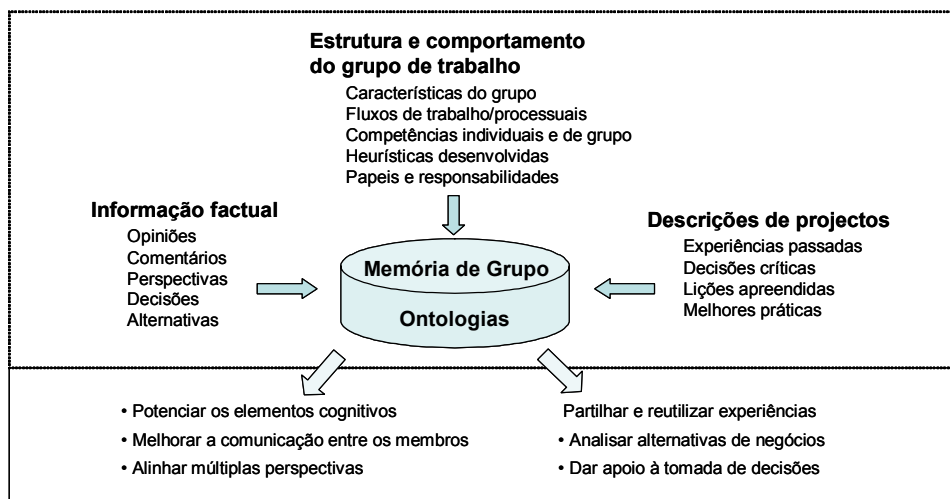 Estrutura e comportamento
do grupo de trabalho
Características do grupo
Fluxos de trabalho/processuais
Competências individuais e de grupo
Heurísticas desenvolvidas
Papeis e responsabilidades
Informação factual
Opiniões
Comentários
Perspectivas
Decisões
Alternativas
Memória de Grupo
Ontologias
Descrições de projectos
Experiências passadas
Decisões críticas
Lições apreendidas
Melhores práticas
• Potenciar os elementos cognitivos
• Melhorar a comunicação entre os membros
• Alinhar múltiplas perspectivas
Partilhar e reutilizar experiências
• Analisar alternativas de negócios
• Dar apoio à tomada de decisões